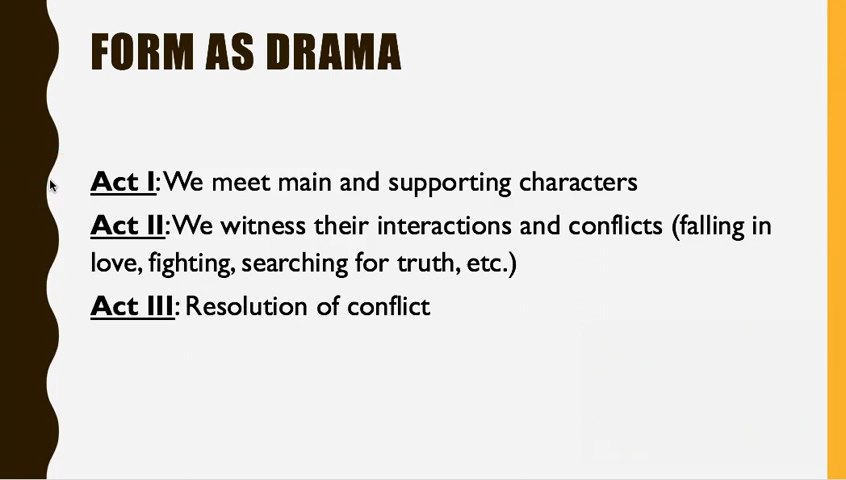 FORM AS DRAMA
Act I: We meet main and supporting characters
Act II: We witness their interactions and conflicts (falling in
love, fighting, searching for truth, etc.)
Act III: Resolution of conflict